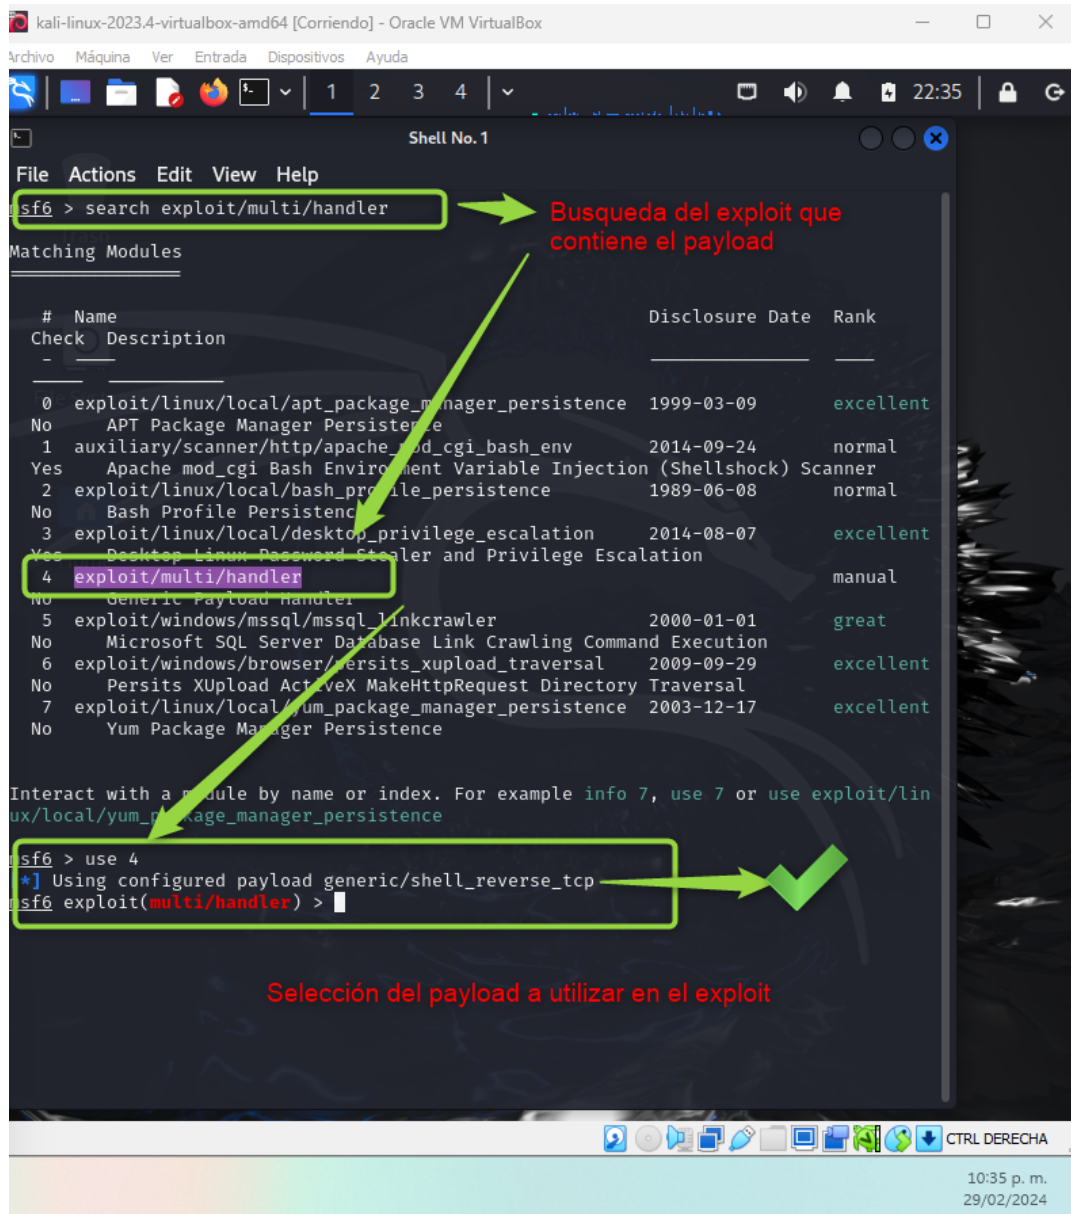 kali-linux-2023.4-virtualbox-amd64 [Corriendo] - Oracle VM VirtualBox
Archivo Máquina Ver Entrada Dispositivos Ayuda
1 2 3 4 22:35
Shell No. 1
File Actions Edit View Help
msf6 > search exploit/multi/handler
Busqueda del exploit que
contiene el payload
Matching Modules
# Name Disclosure Date Rank
Check Description
0 exploit/linux/local/apt_package_manager_persistence 1999-03-09 excellent
No APT Package Manager Persistence
1 auxiliary/scanner/http/apache_mod_cgi_bash_env 2014-09-24 normal
Yes Apache mod_cgi Bash Environment Variable Injection (Shellshock) Scanner
2 exploit/linux/local/bash_profile_persistence 1989-06-08 normal
No Bash Profile Persistence
3 exploit/linux/local/desktop_privilege_escalation 2014-08-07 excellent
Yes Desktop Linux Password Stealer and Privilege Escalation
4 exploit/multi/handler manual
No Generic Payload Handler
5 exploit/windows/mssql/mssql_linkcrawler 2000-01-01 great
No Microsoft SQL Server Database Link Crawling Command Execution
6 exploit/windows/browser/persits_xupload_traversal 2009-09-29 excellent
No Persits XUpload ActiveX MakeHttpRequest Directory Traversal
7 exploit/linux/local/yum_package_manager_persistence 2003-12-17 excellent
No Yum Package Manager Persistence
Interact with a module by name or index. For example info 7, use 7 or use exploit/lin
ux/local/yum_package_manager_persistence
msf6 > use 4
[*] Using configured payload generic/shell_reverse_tcp
msf6 exploit(multi/handler) >
Selección del payload a utilizar en el exploit
CTRL DERECHA
10:35 p. m.
29/02/2024